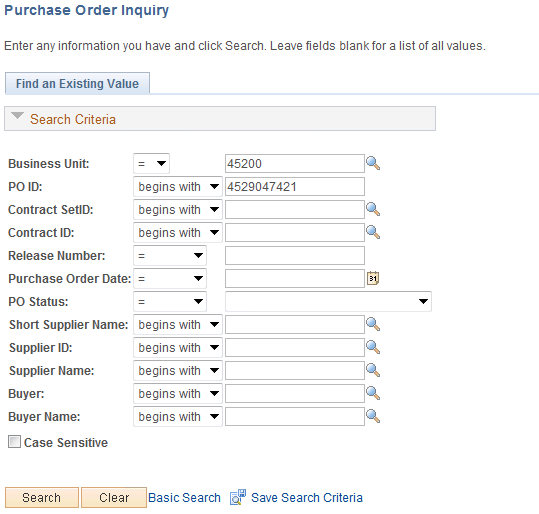 Purchase Order Inquiry
Enter any information you have and click Search. Leave fields blank for a list of all values.
Find an Existing Value
Search Criteria
Business Unit: = 45200
PO ID: begins with 4529047421
Contract SetID: begins with
Contract ID: begins with
Release Number: =
Purchase Order Date: = 31
PO Status: =
Short Supplier Name: begins with
Supplier ID: begins with
Supplier Name: begins with
Buyer: begins with
Buyer Name: begins with
Case Sensitive
Search Clear Basic Search Save Search Criteria